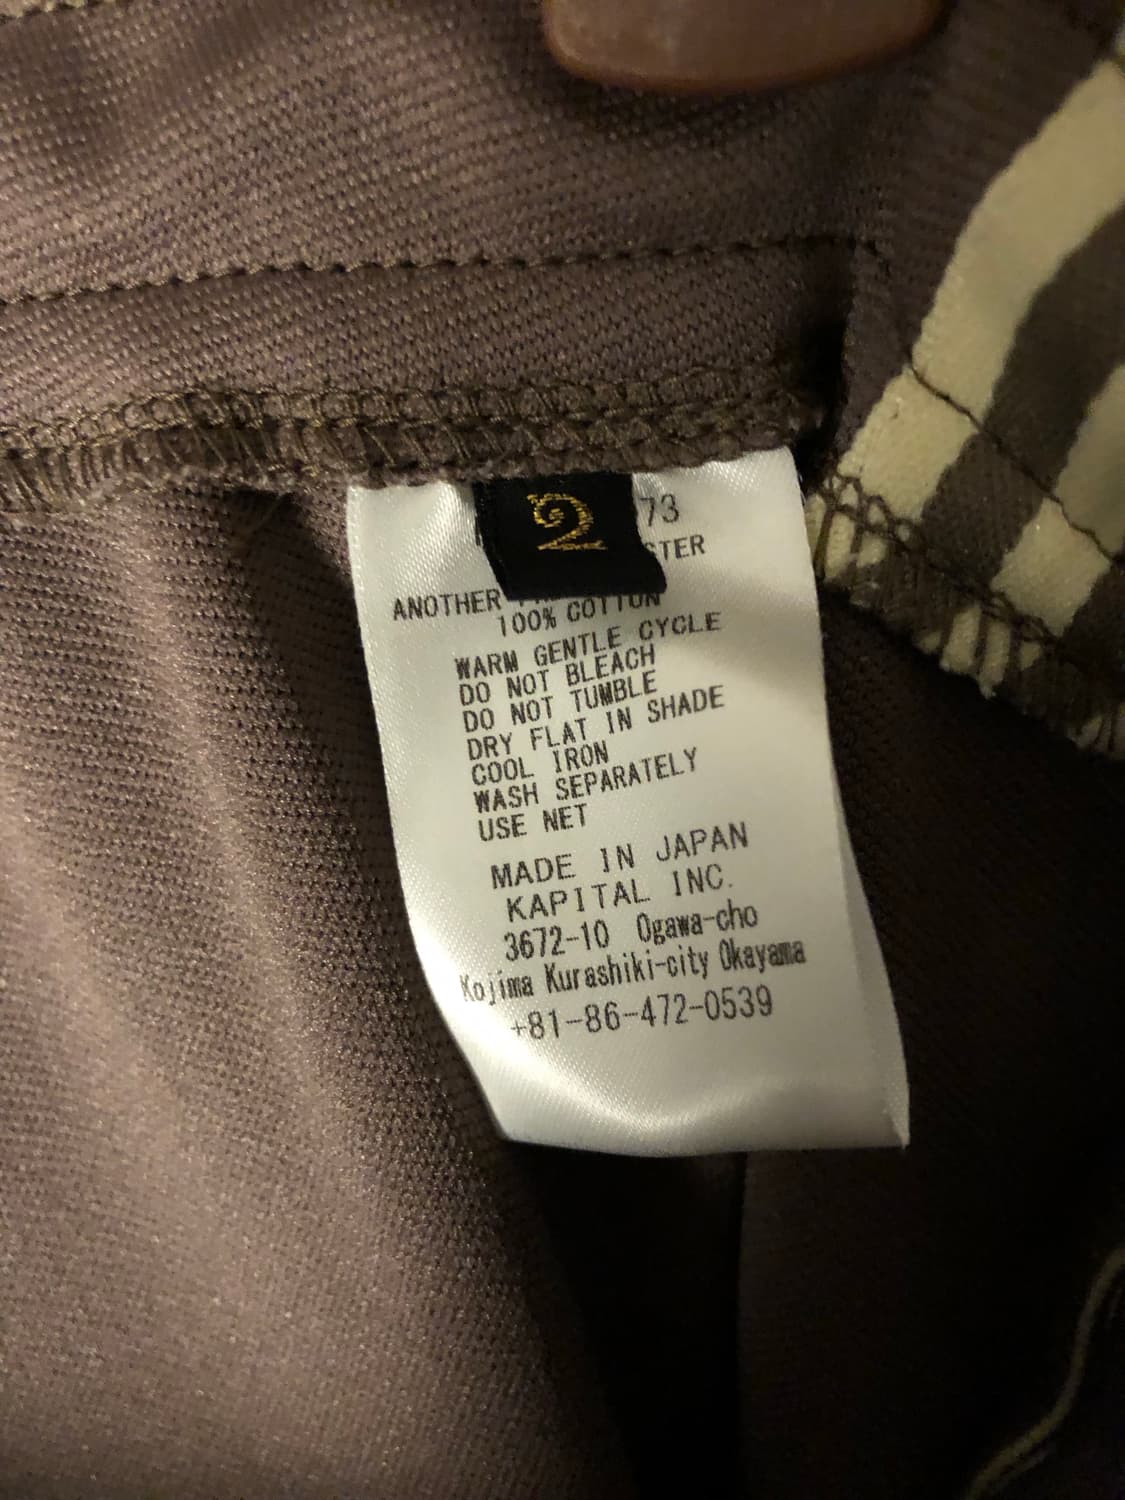 2
73
STER
ANOTHER
100% COTTON
WARM GENTLE CYCLE
DO NOT BLEACH
DO NOT TUMBLE
DRY FLAT IN SHADE
COOL IRON
WASH SEPARATELY
USE NET
MADE IN JAPAN
KAPITAL INC.
3672-10 Ogawa-cho
Kojima Kurashiki-city Okayama
+81-86-472-0539